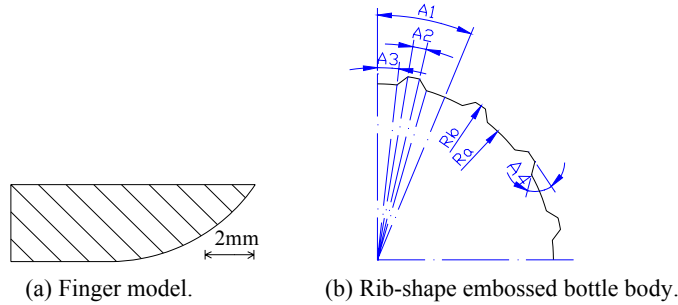 A1
A2
A3
Rb
Ra
A4
2mm
(a) Finger model.
(b) Rib-shape embossed bottle body.